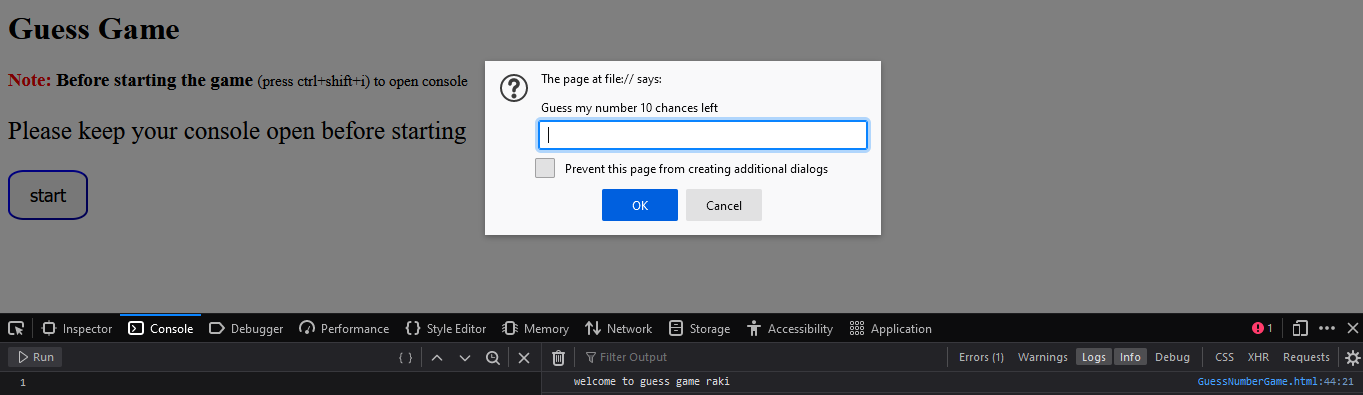 Guess Game
Note: Before starting the game (press ctrl+shift+i) to open console
Please keep your console open before starting
start
The page at file:// says:
Guess my number 10 chances left
Prevent this page from creating additional dialogs
OK Cancel
Inspector Console Debugger Performance {} Style Editor Memory Network Storage Accessibility Application 1
Run { } Filter Output Errors (1) Warnings Logs Info Debug CSS XHR Requests
1 welcome to guess game raki GuessNumberGame.html:44:21